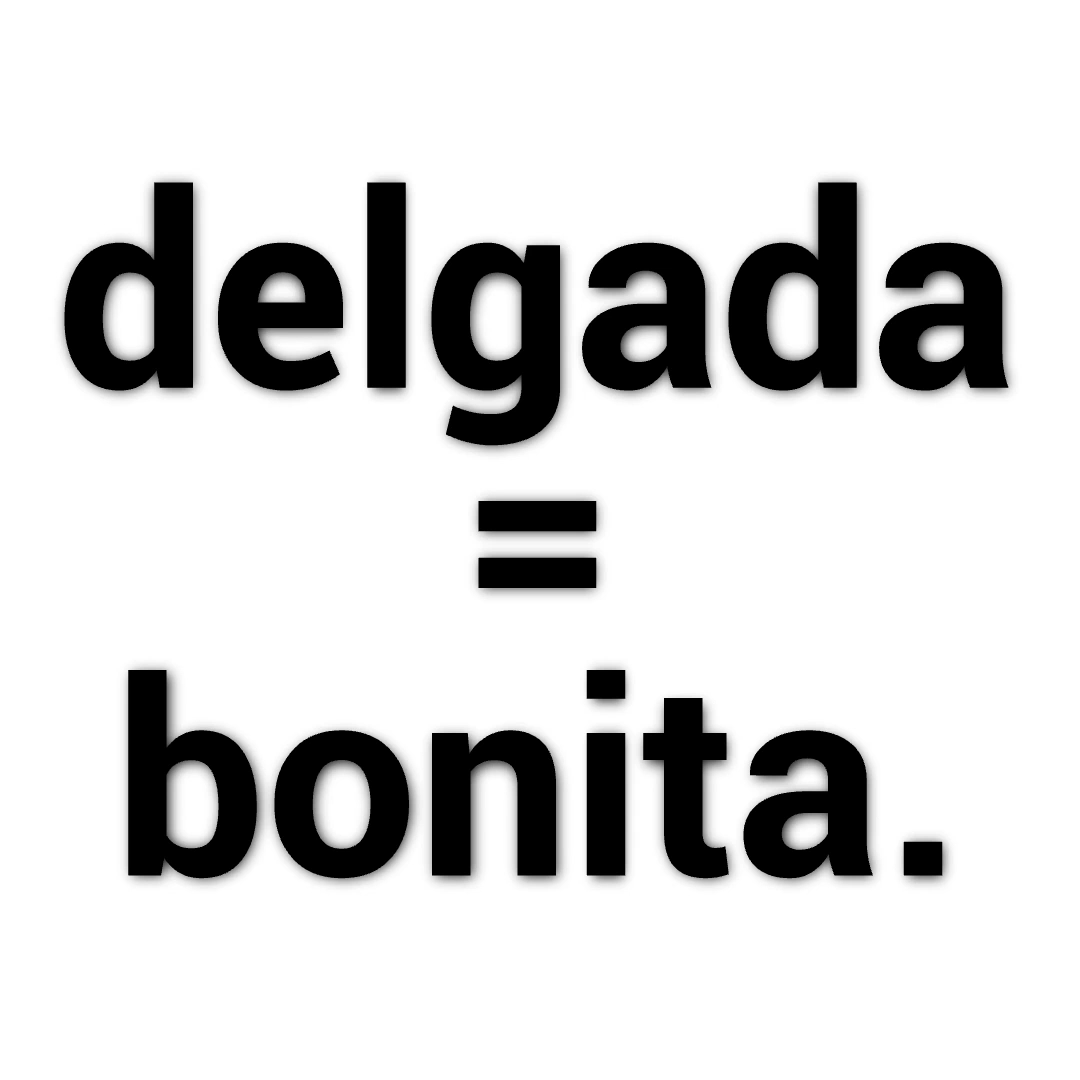 delgada
=
bonita.